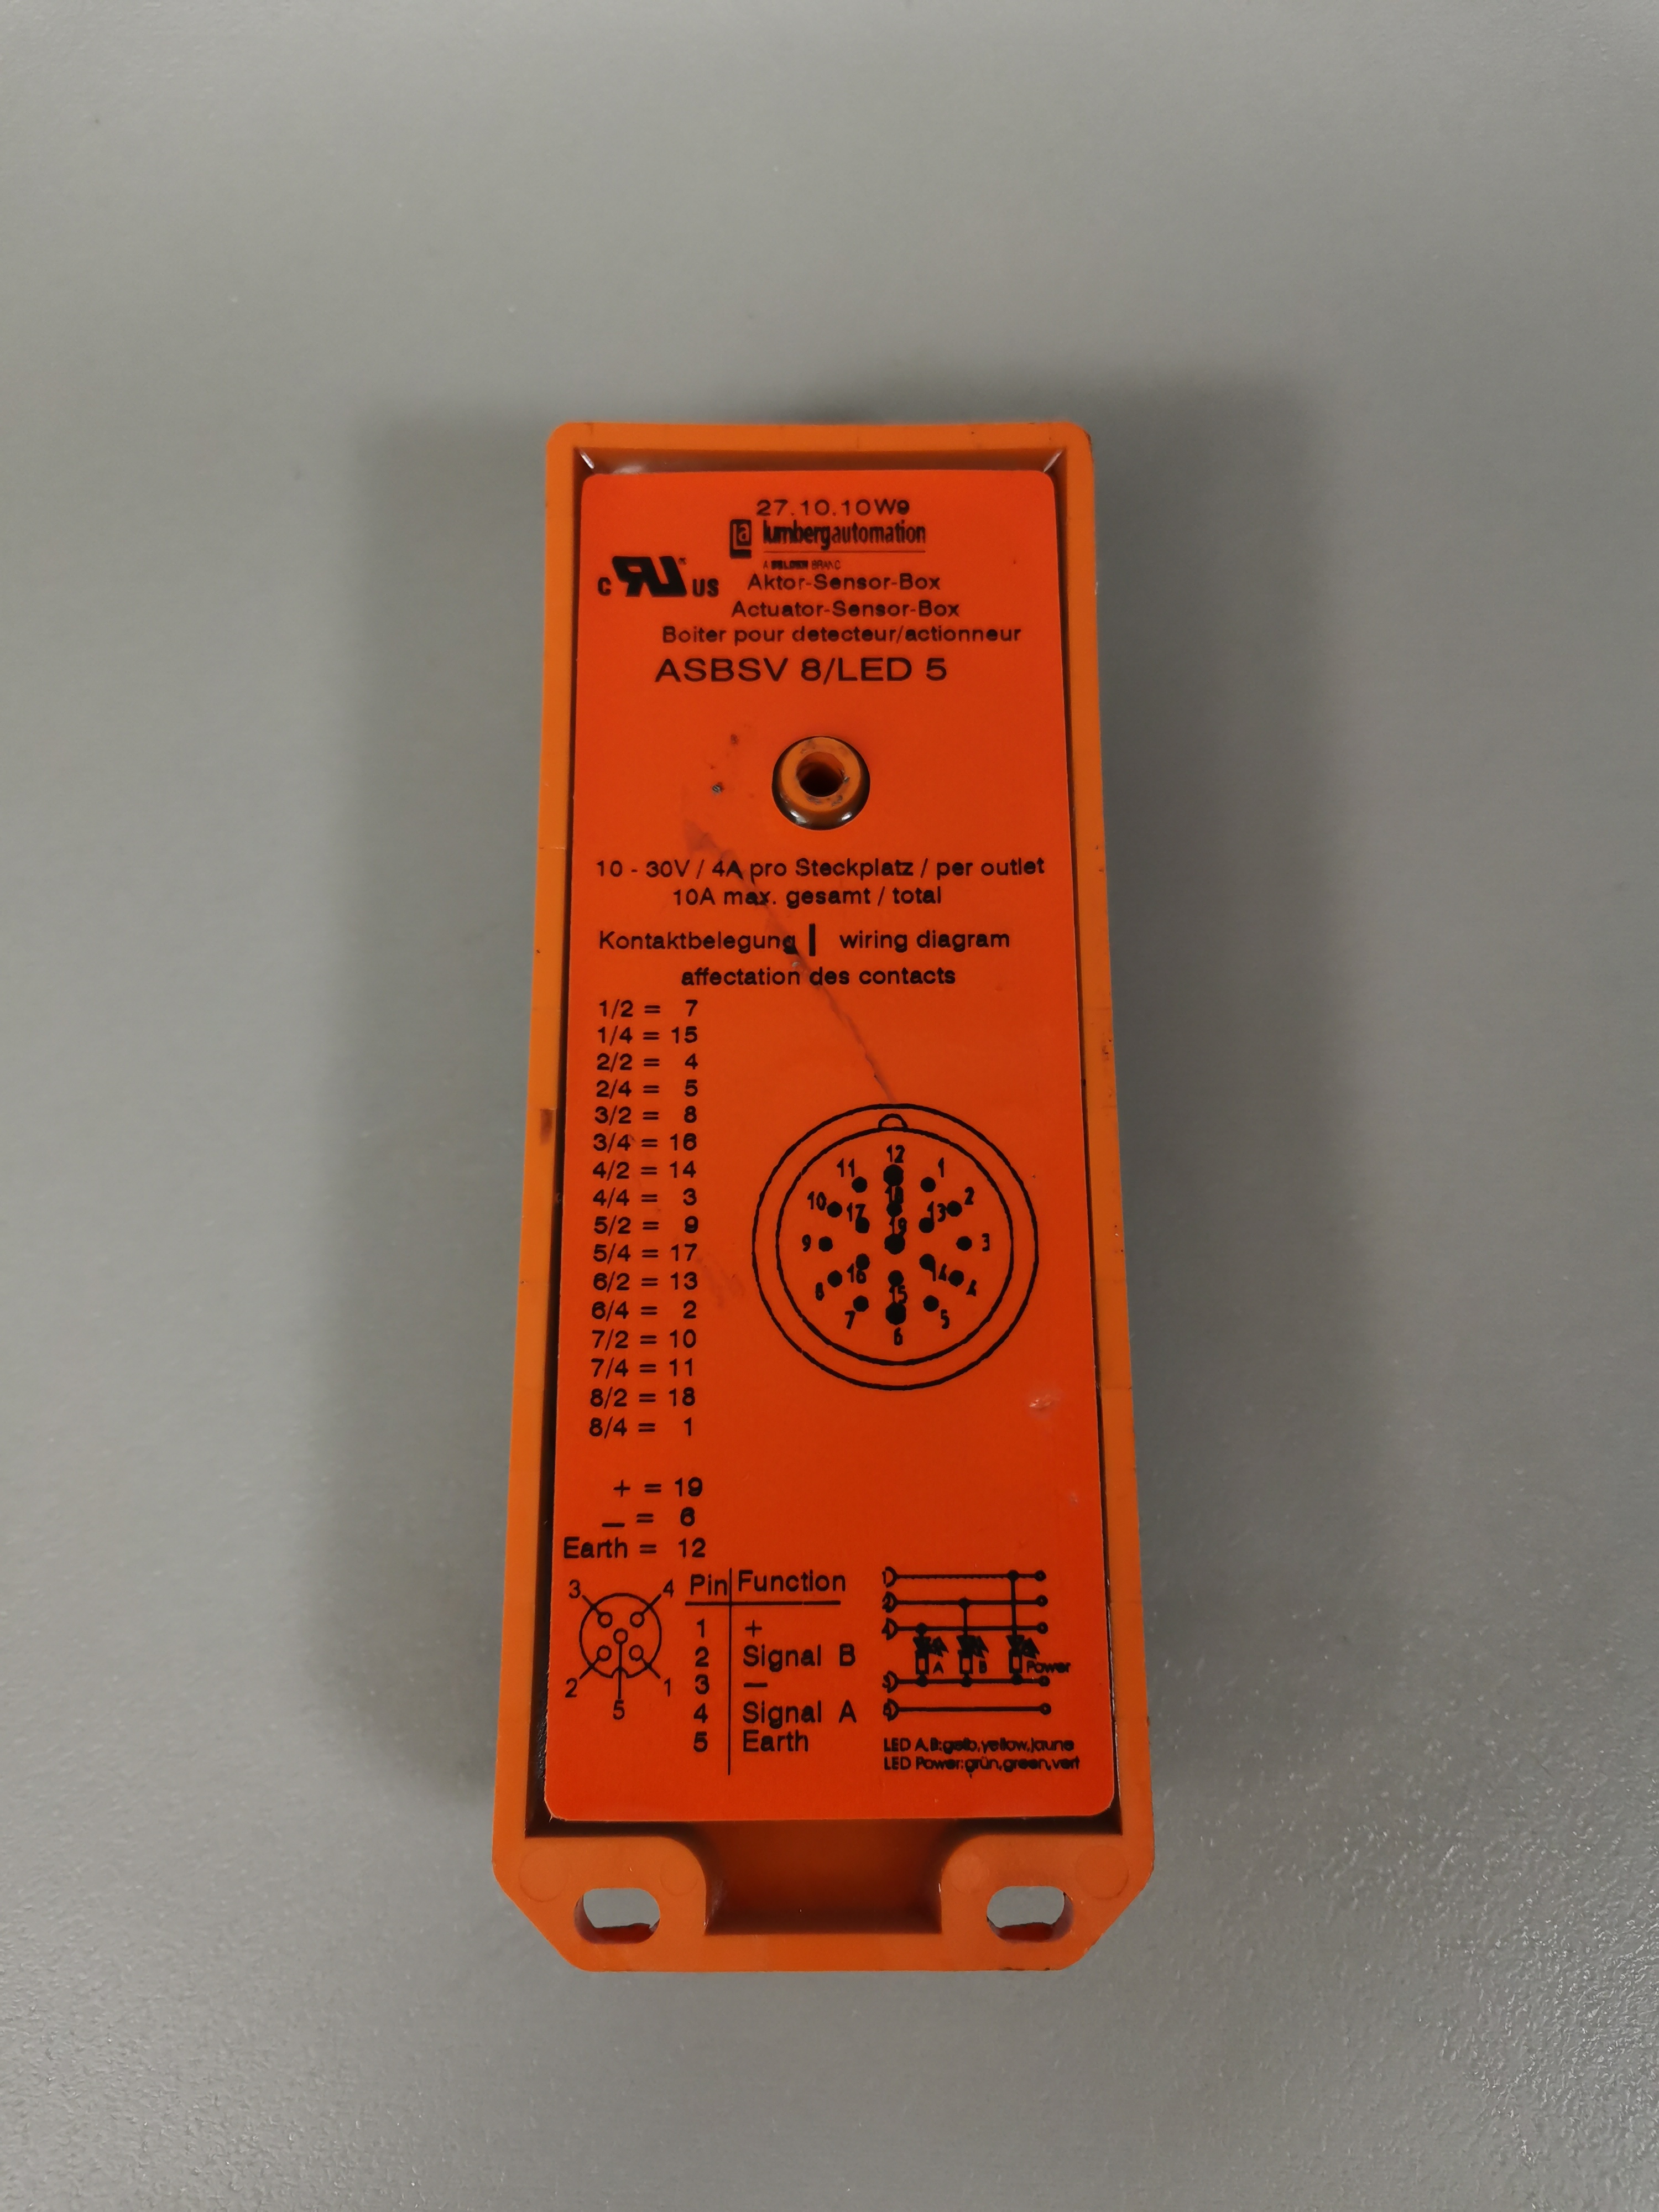 27.10.10W9
la lumbergautomation
A BELDEN BRAND
c RU US
Aktor-Sensor-Box
Actuator-Sensor-Box
Boiter pour detecteur/actionneur
ASBSV 8/LED 5
10 - 30V / 4A pro Steckplatz / per outlet
10A max. gesamt / total
Kontaktbelegung | wiring diagram
affectation des contacts
1/2 = 7
1/4 = 15
2/2 = 4
2/4 = 5
3/2 = 8
3/4 = 16
4/2 = 14
4/4 = 3
5/2 = 9
5/4 = 17
6/2 = 13
6/4 = 2
7/2 = 10
7/4 = 11
8/2 = 18
8/4 = 1
12
11 1
18
10 17 13 2
19
9 3
8 16 14 4
15
7 5
6
+ = 19
_ = 6
Earth = 12
3 4
2 1
5
Pin Function
1 +
2 Signal B
3 —
4 Signal A
5 Earth
1
2
4
A B Power
3
5
LED A,B:gelb,yellow,jaune
LED Power:grün,green,vert